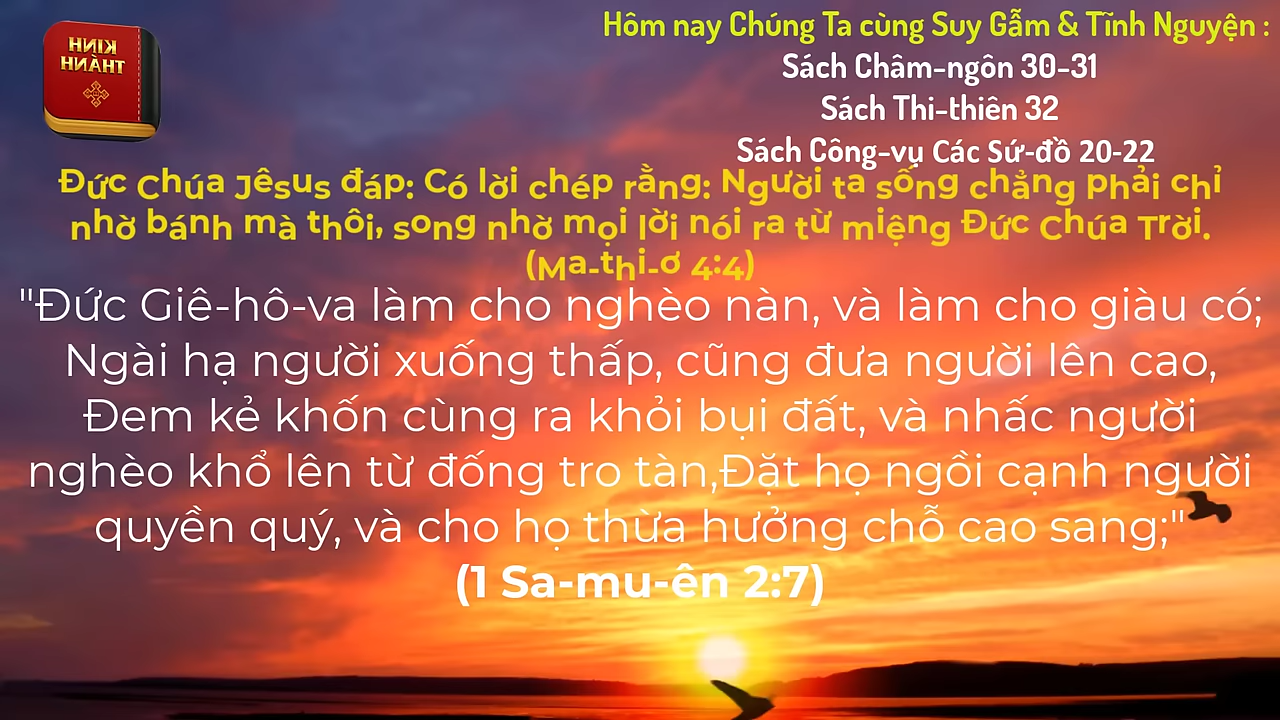 KINH
THÁNH
Hôm nay Chúng Ta cùng Suy Gẫm & Tĩnh Nguyện :
Sách Châm-ngôn 30-31
Sách Thi-thiên 32
Sách Công-vụ Các Sứ-đồ 20-22
Đức Chúa Jêsus đáp: Có lời chép rằng: Người ta sống chẳng phải chỉ
nhờ bánh mà thôi, song nhờ mọi lời nói ra từ miệng Đức Chúa Trời.
(Ma-thi-ơ 4:4)
"Đức Giê-hô-va làm cho nghèo nàn, và làm cho giàu có;
Ngài hạ người xuống thấp, cũng đưa người lên cao,
Đem kẻ khốn cùng ra khỏi bụi đất, và nhấc người
nghèo khổ lên từ đống tro tàn,Đặt họ ngồi cạnh người
quyền quý, và cho họ thừa hưởng chỗ cao sang;"
(1 Sa-mu-ên 2:7)